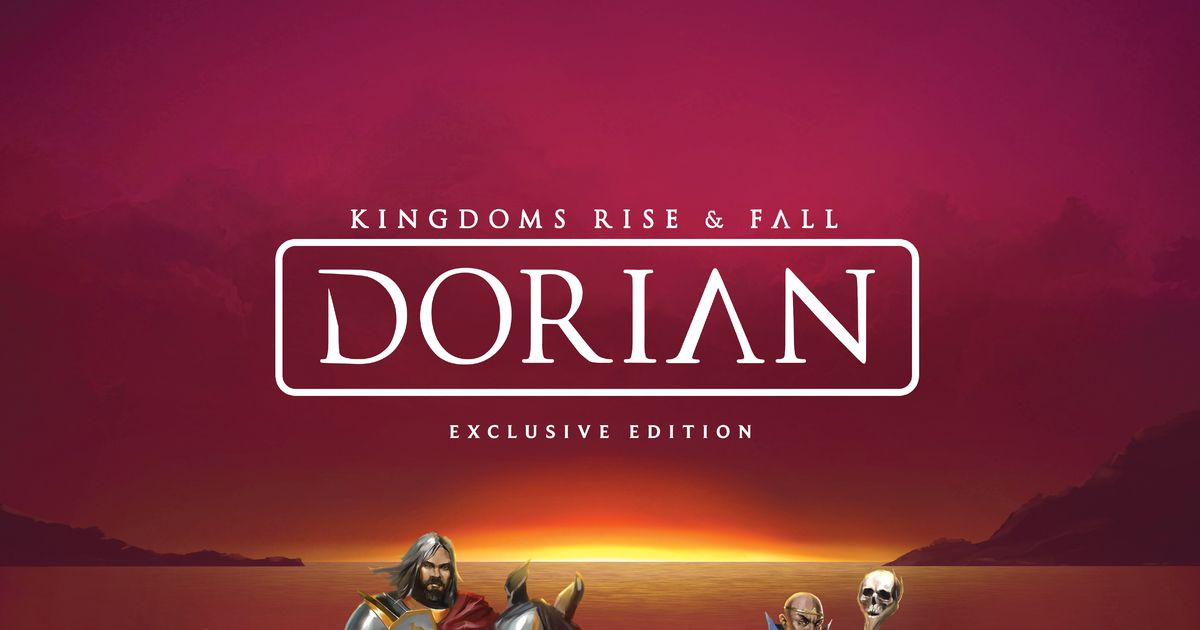 KINGDOMS RISE & FALL
DORIAN
EXCLUSIVE EDITION